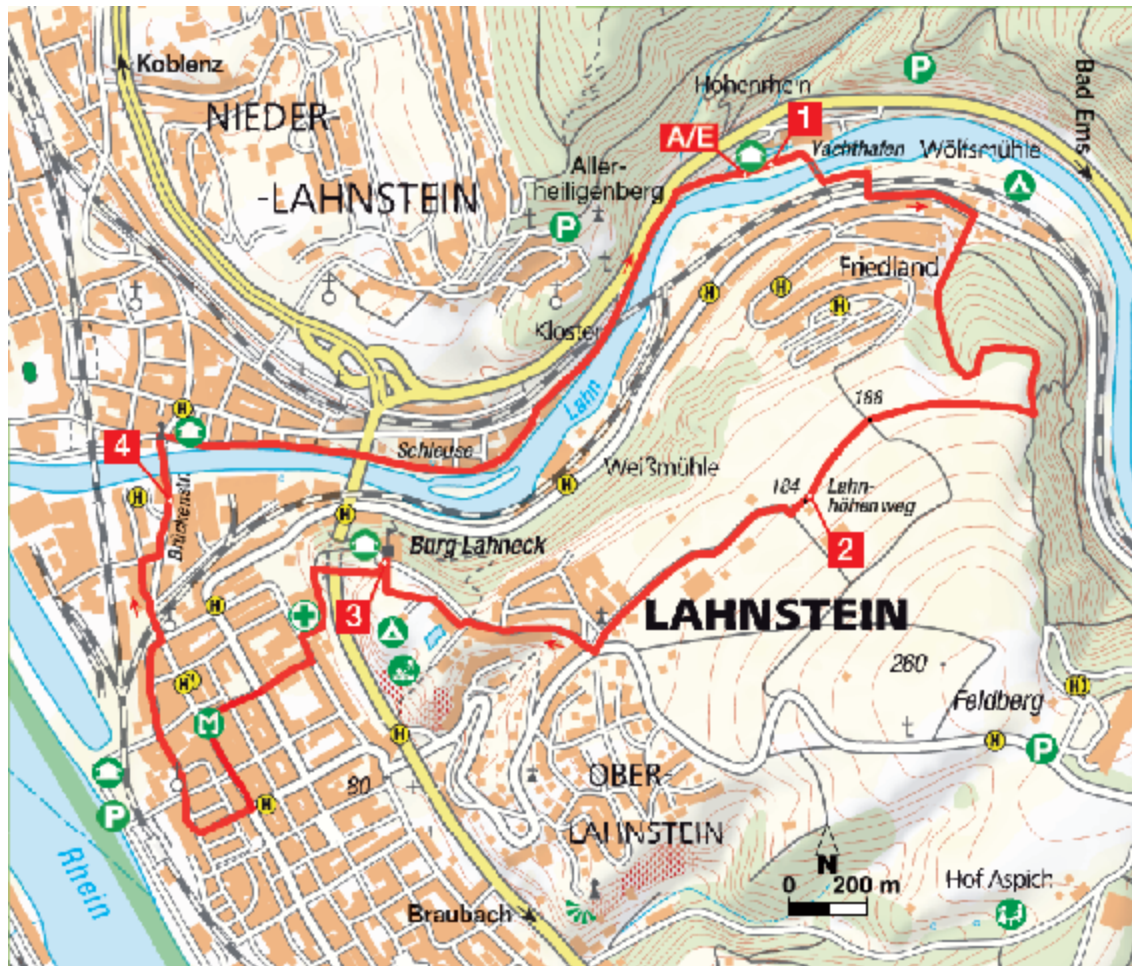 Koblenz
NIEDER-
-LAHNSTEIN
Hohenrhein
Bad Ems
P
1
A/E
Yachthafen
Wolfsmühle
Aller-
heiligenberg
P
Friedland
H
H
H
Kloster
Lahn
188
H
4
Schleuse
Weißmühle
H
184
Lahn-
höhenweg
H
Brückenstr.
H
2
Burg Lahneck
3
H
LAHNSTEIN
260
H
H
M
Feldberg
H
P
H
80
OBER-
LAHNSTEIN
H
P
Rhein
N
0 200 m
Hof Aspich
Braubach